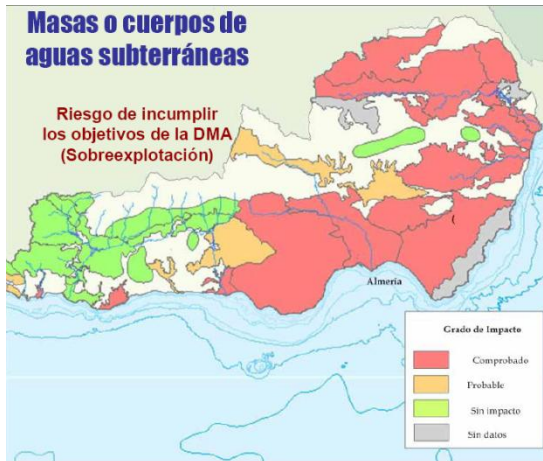 Masas o cuerpos de
aguas subterráneas
Riesgo de incumplir
los objetivos de la DMA
(Sobreexplotación)
Almería
Grado de Impacto
Comprobado
Probable
Sin impacto
Sin datos